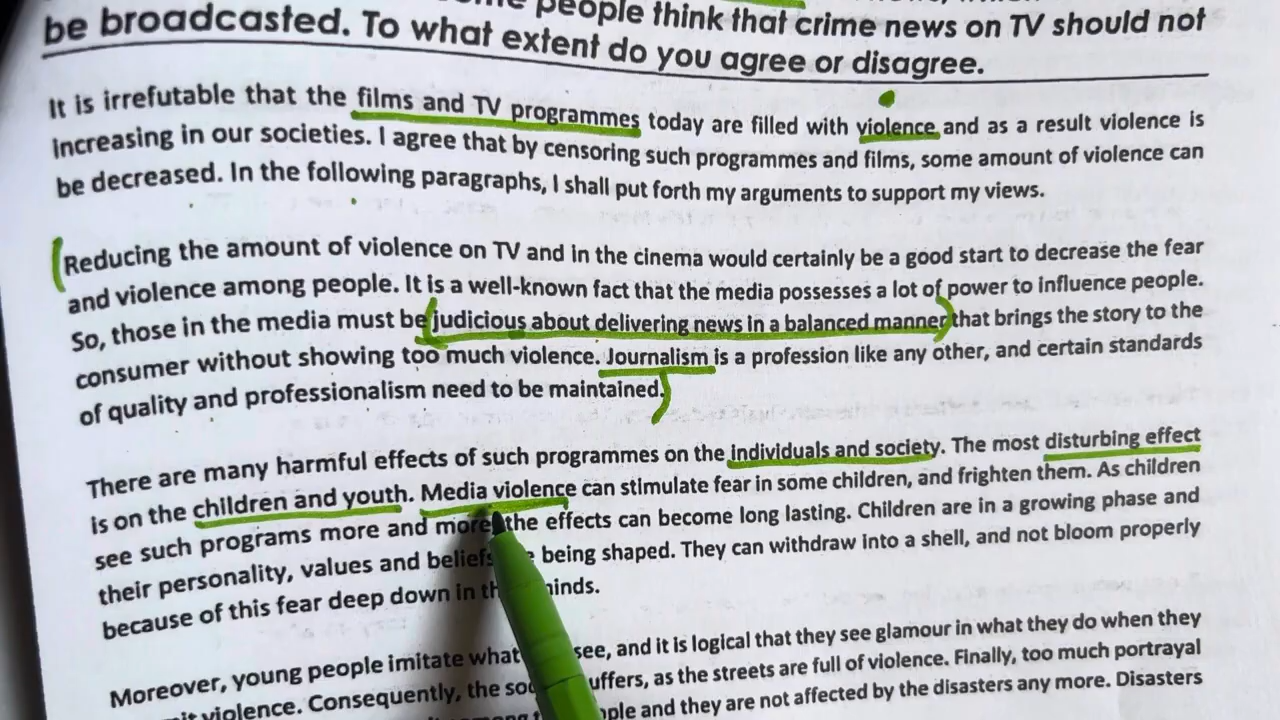 people think that crime news on TV should not
be broadcasted. To what extent do you agree or disagree.
It is irrefutable that the films and TV programmes today are filled with violence and as a result violence is
increasing in our societies. I agree that by censoring such programmes and films, some amount of violence can
be decreased. In the following paragraphs, I shall put forth my arguments to support my views.
Reducing the amount of violence on TV and in the cinema would certainly be a good start to decrease the fear
and violence among people. It is a well-known fact that the media possesses a lot of power to influence people.
So, those in the media must be judicious about delivering news in a balanced manner that brings the story to the
consumer without showing too much violence. Journalism is a profession like any other, and certain standards
of quality and professionalism need to be maintained.
There are many harmful effects of such programmes on the individuals and society. The most disturbing effect
is on the children and youth. Media violence can stimulate fear in some children, and frighten them. As children
see such programs more and more, the effects can become long lasting. Children are in a growing phase and
their personality, values and beliefs being shaped. They can withdraw into a shell, and not bloom properly
because of this fear deep down in minds.
Moreover, young people imitate what see, and it is logical that they see glamour in what they do when they
violence. Consequently, the as the streets are full of violence. Finally, too much portrayal
and they are not affected by the disasters any more. Disasters